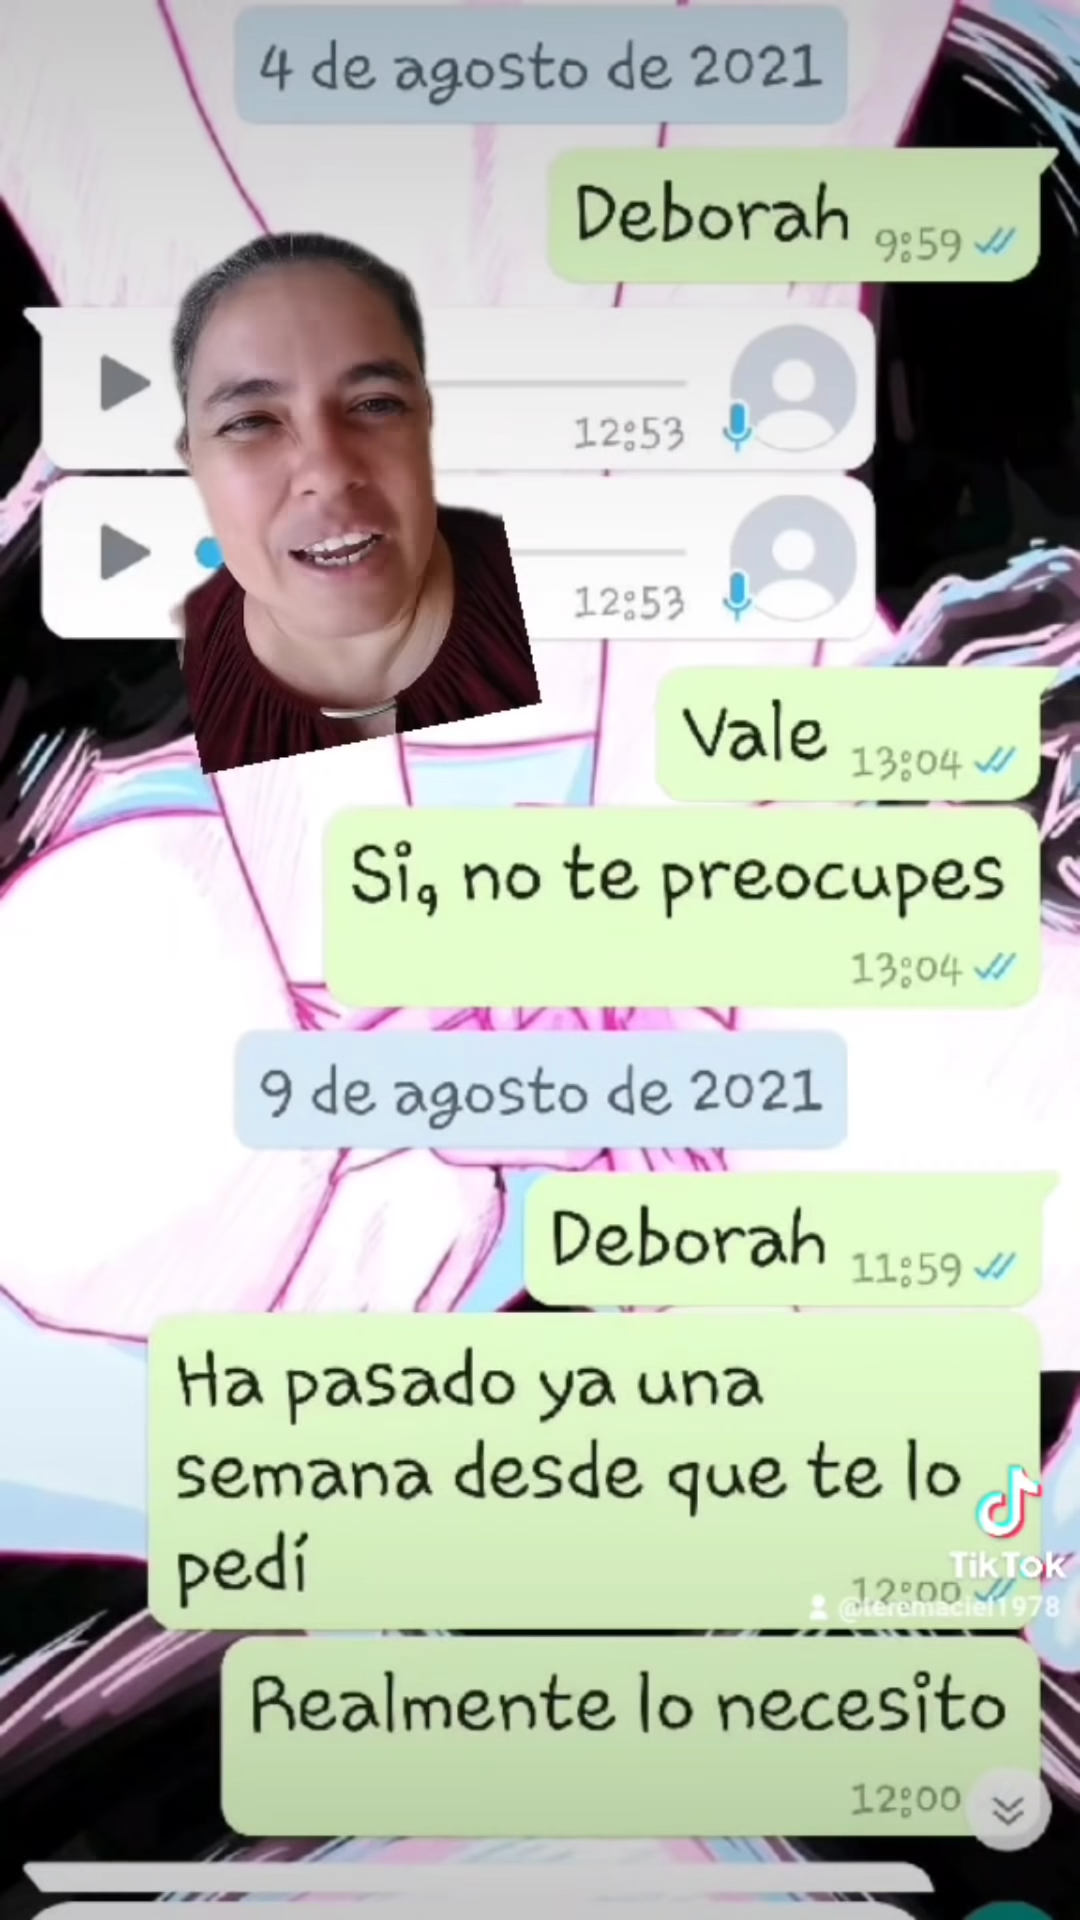 4 de agosto de 2021
Deborah 9:59
12:53
12:53
Vale 13:04
Si, no te preocupes
13:04
9 de agosto de 2021
Deborah 11:59
Ha pasado ya una
semana desde que te lo
pedí
12:00
TikTok
@teremaciel1978
Realmente lo necesito
12:00